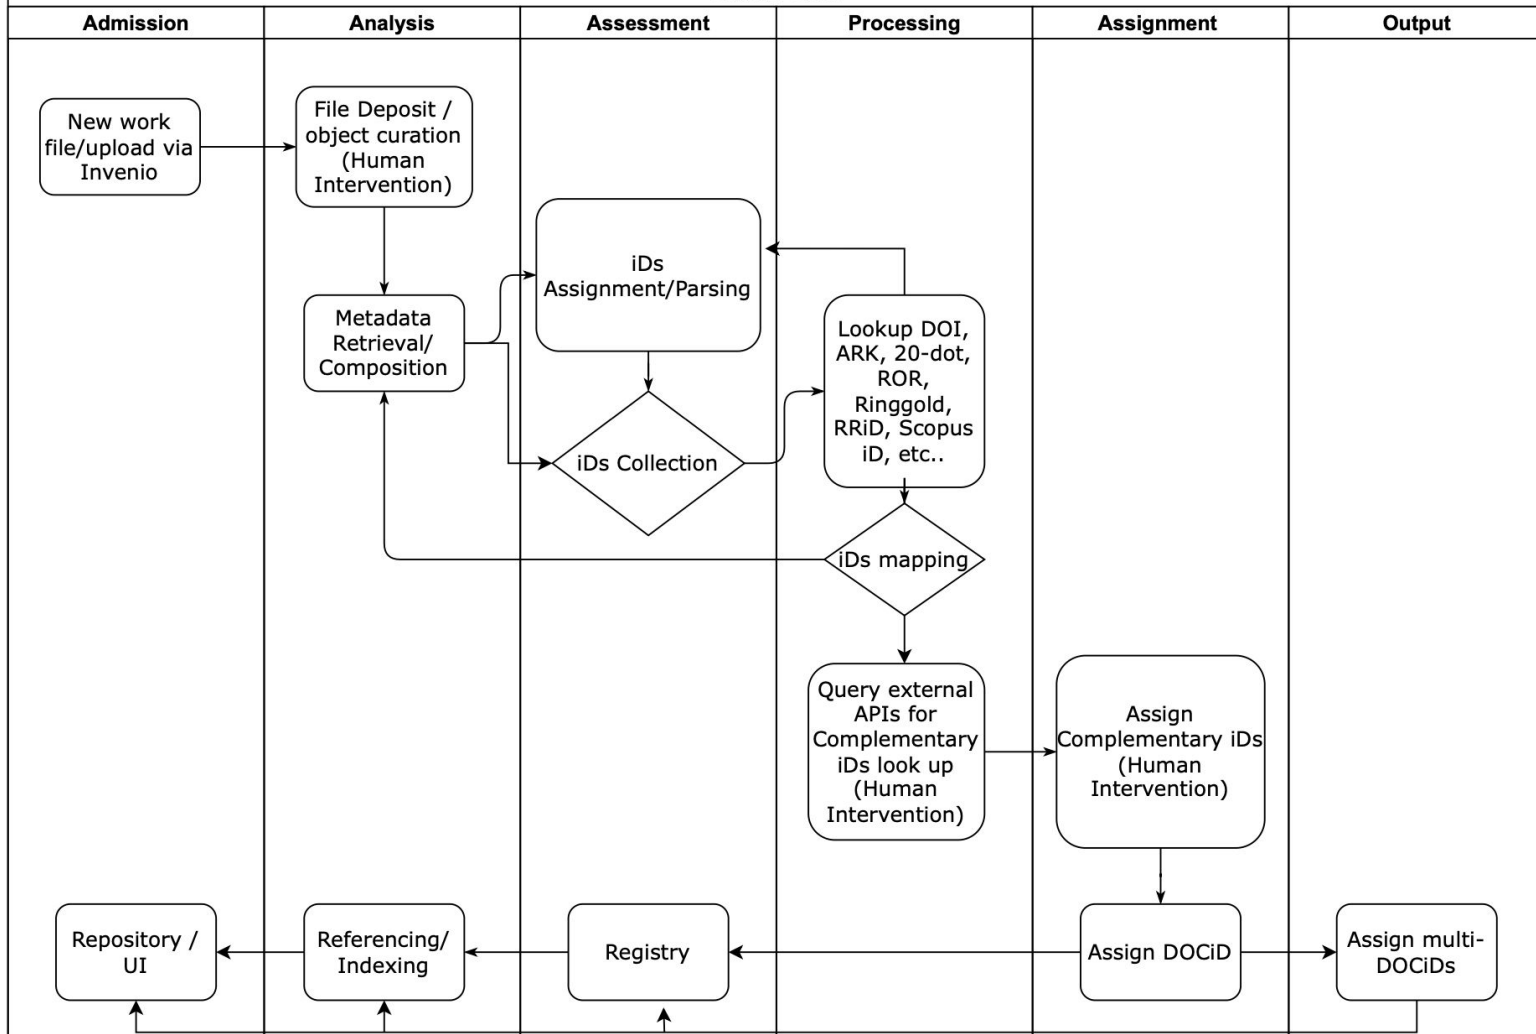 Admission
Analysis
Assessment
Processing
Assignment
Output
New work
file/upload via
Invenio
File Deposit /
object curation
(Human
Intervention)
Metadata
Retrieval/
Composition
iDs
Assignment/Parsing
iDs Collection
Lookup DOI,
ARK, 20-dot,
ROR,
Ringgold,
RRiD, Scopus
iD, etc..
iDs mapping
Query external
APIs for
Complementary
iDs look up
(Human
Intervention)
Assign
Complementary iDs
(Human
Intervention)
Repository /
UI
Referencing/
Indexing
Registry
Assign DOCiD
Assign multi-
DOCiDs